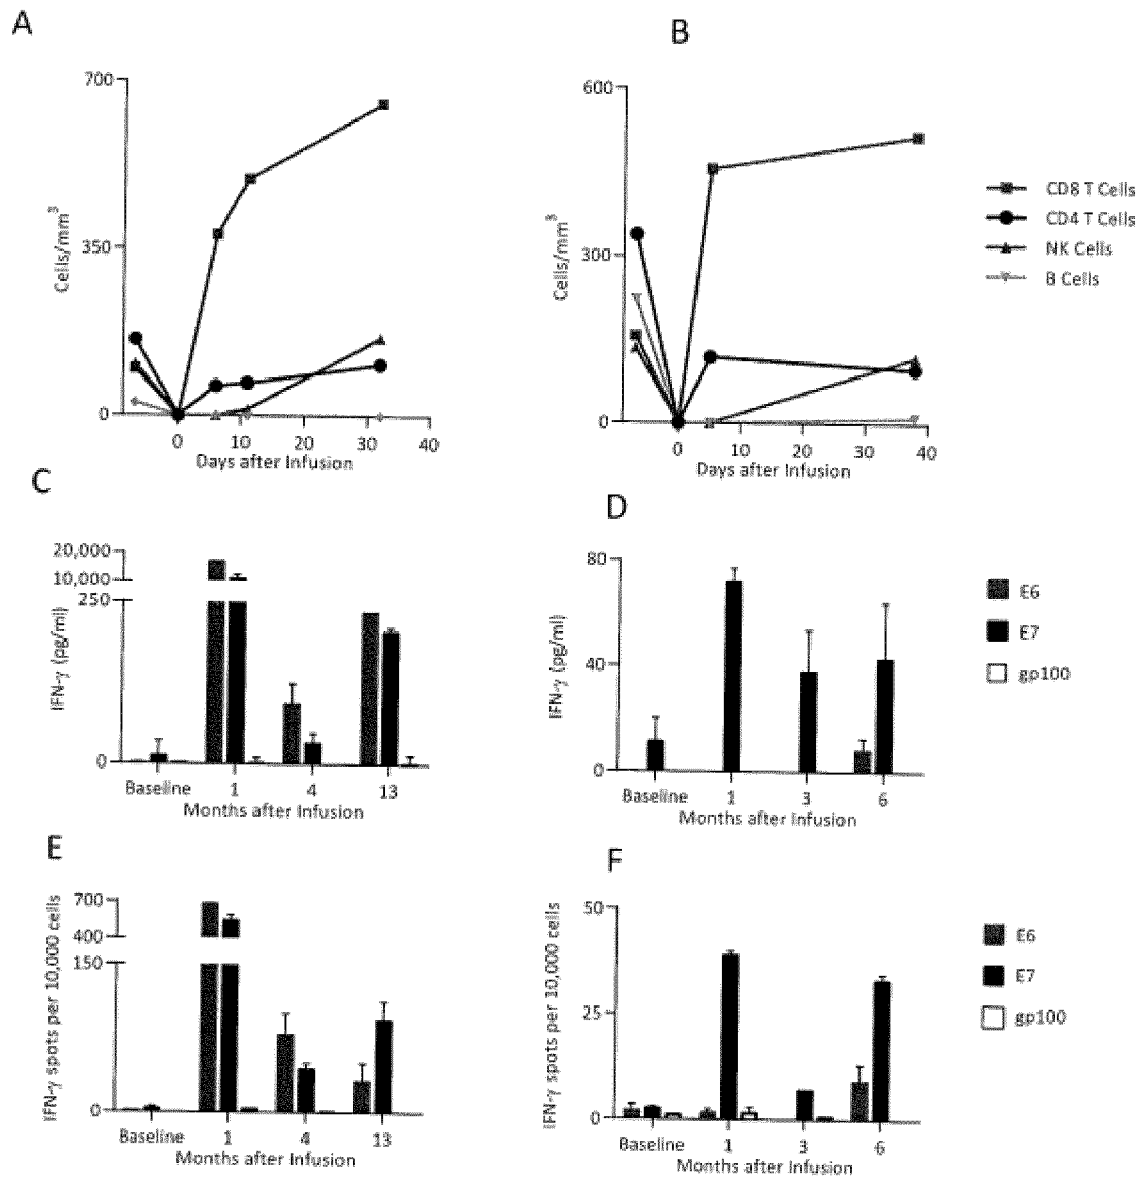 A
B
700
350
0
Cells/mm³
0 10 20 30 40
Days after Infusion
600
300
0
Cells/mm³
0 10 20 30 40
Days after Infusion
CD8 T Cells
CD4 T Cells
NK Cells
B Cells
C
20,000
10,000
250
0
IFN-γ (pg/ml)
Baseline 1 4 13
Months after Infusion
D
80
40
0
IFN-γ (pg/ml)
Baseline 1 3 6
Months after Infusion
E6
E7
gp100
E
700
400
150
0
IFN-γ spots per 10,000 cells
Baseline 1 4 13
Months after Infusion
F
50
25
0
IFN-γ spots per 10,000 cells
Baseline 1 3 6
Months after Infusion
E6
E7
gp100